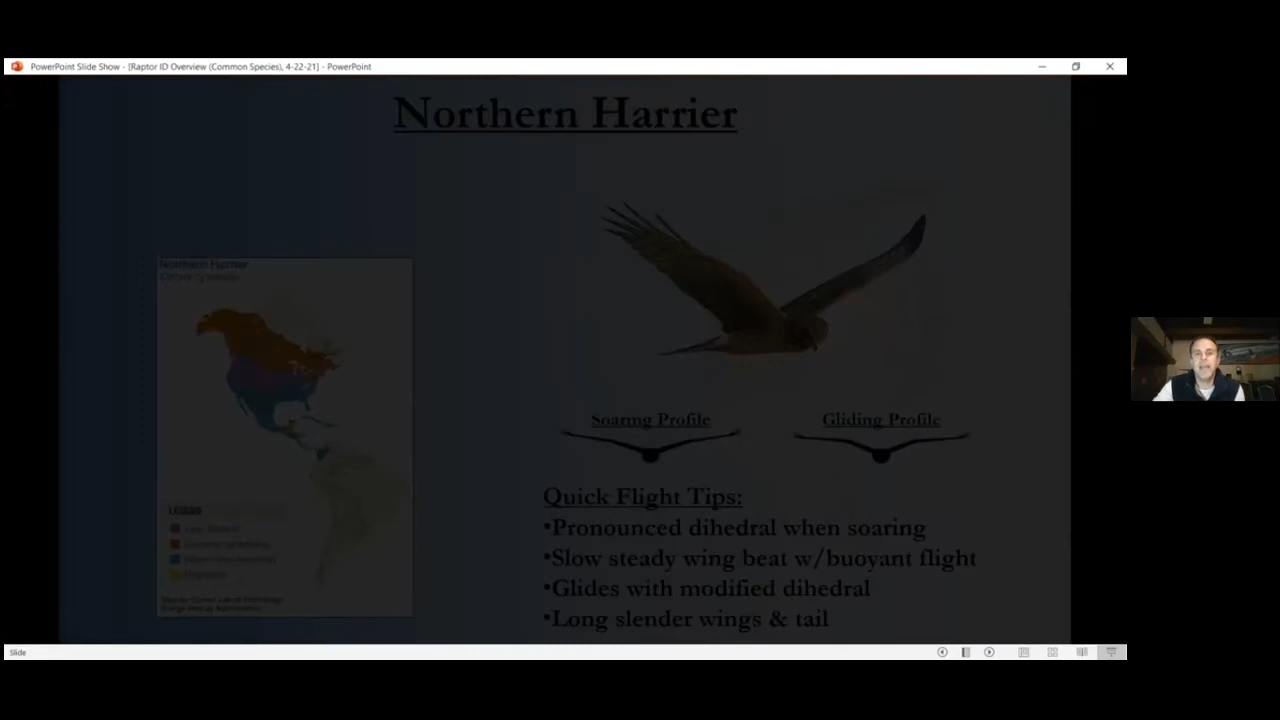 PowerPoint Slide Show - [Raptor ID Overview (Common Species), 4-22-21] - PowerPoint
Northern Harrier
Northern Harrier
Soaring Profile
Gliding Profile
Quick Flight Tips:
•Pronounced dihedral when soaring
•Slow steady wing beat w/buoyant flight
•Glides with modified dihedral
•Long slender wings & tail
LEGEND
Slide